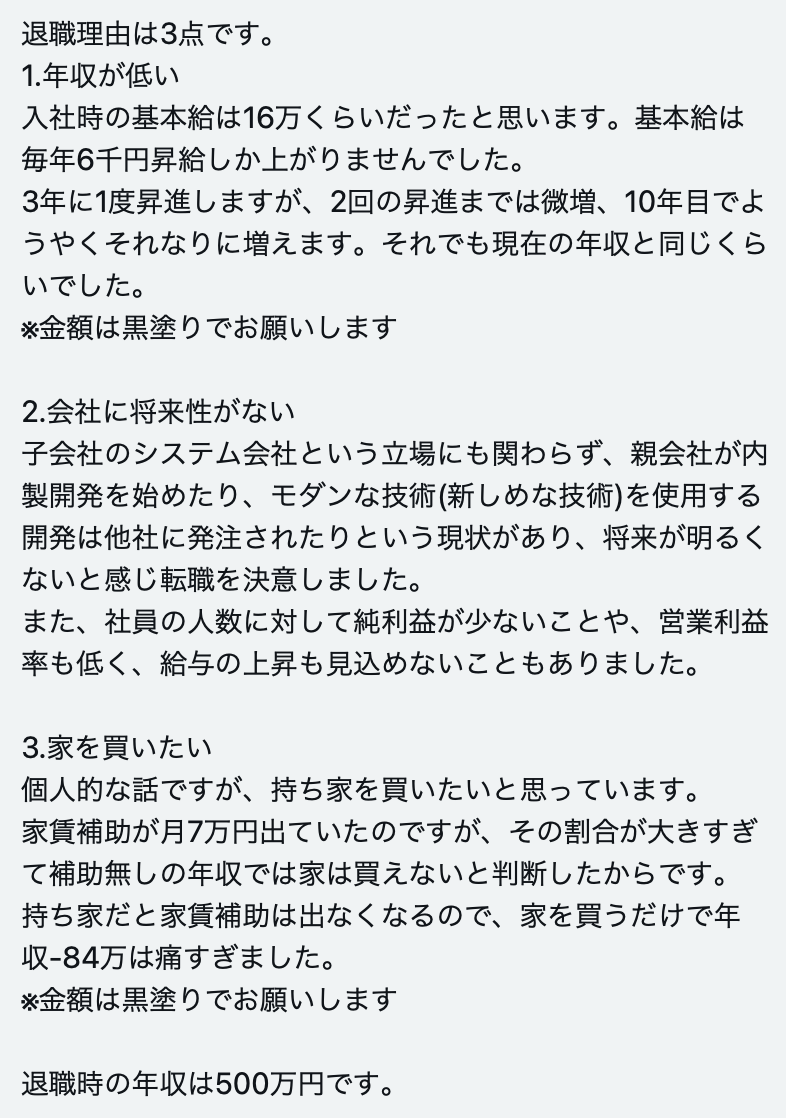 退職理由は3点です。
1.年収が低い
入社時の基本給は16万くらいだったと思います。基本給は
毎年6千円昇給しか上がりませんでした。
3年に1度昇進しますが、2回の昇進までは微増、10年目でよ
うやくそれなりに増えます。それでも現在の年収と同じくら
いでした。
※金額は黒塗りでお願いします

2.会社に将来性がない
子会社のシステム会社という立場にも関わらず、親会社が内
製開発を始めたり、モダンな技術(新しめな技術)を使用する
開発は他社に発注されたりという現状があり、将来が明るく
ないと感じ転職を決意しました。
また、社員の人数に対して純利益が少ないことや、営業利益
率も低く、給与の上昇も見込めないこともありました。

3.家を買いたい
個人的な話ですが、持ち家を買いたいと思っています。
家賃補助が月7万円出ていたのですが、その割合が大きすぎ
て補助無しの年収では家は買えないと判断したからです。
持ち家だと家賃補助は出なくなるので、家を買うだけで年
収-84万は痛すぎました。
※金額は黒塗りでお願いします

退職時の年収は500万円です。